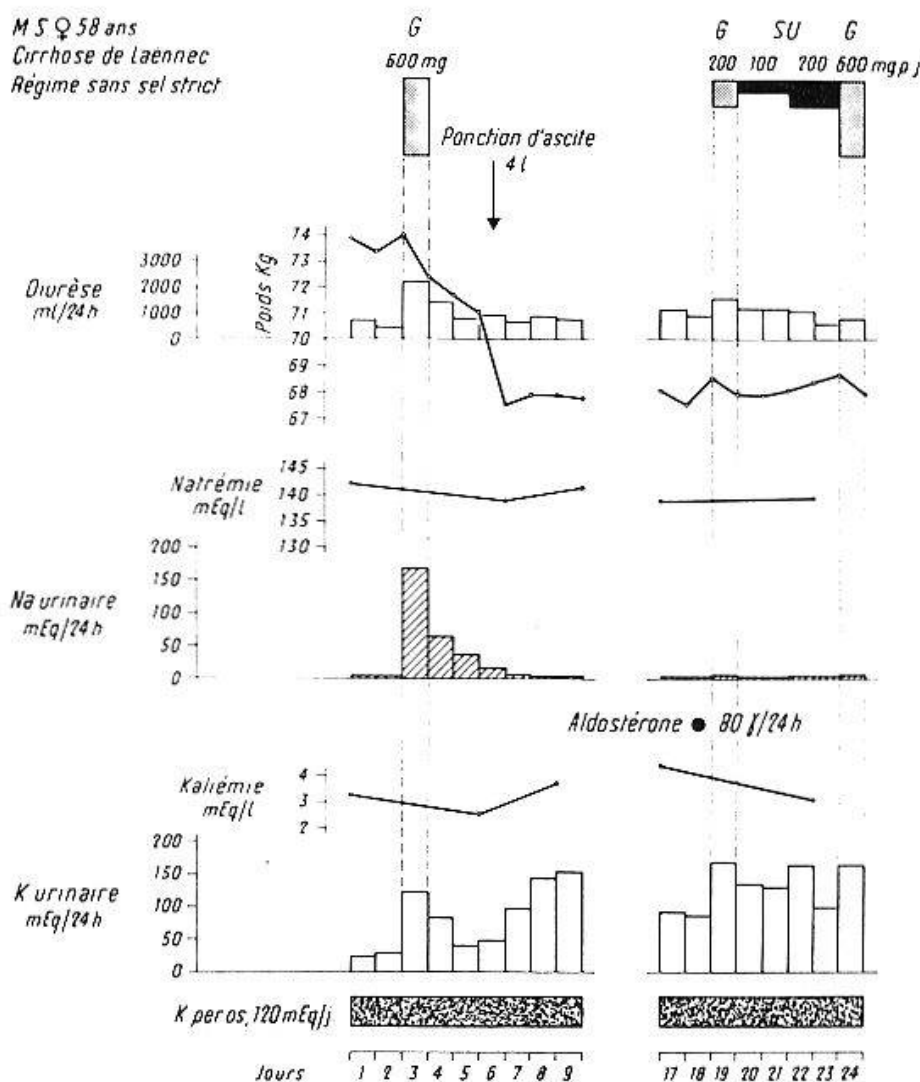 M S ♀ 58 ans
Cirrhose de Laënnec
Régime sans sel strict
G
600 mg
G SU G
200 100 200 600 mg p j
Ponction d'ascite
4 l
Diurèse
ml/24 h
3000
2000
1000
0
Poids Kg
74
73
72
71
70
69
68
67
Natrémie
mEq/l
145
140
135
130
Na urinaire
mEq/24 h
200
150
100
50
0
Aldostérone ● 80 γ/24 h
Kaliémie
mEq/l
4
3
2
K urinaire
mEq/24 h
200
150
100
50
0
K per os, 120 mEq/j
Jours 1 2 3 4 5 6 7 8 9 17 18 19 20 21 22 23 24